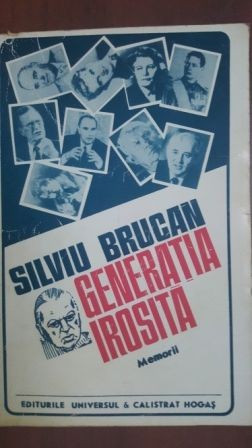 SILVIU BRUCAN
GENERAȚIA
IROSITĂ
Memorii
EDITURILE UNIVERSUL & CALISTRAT HOGAȘ